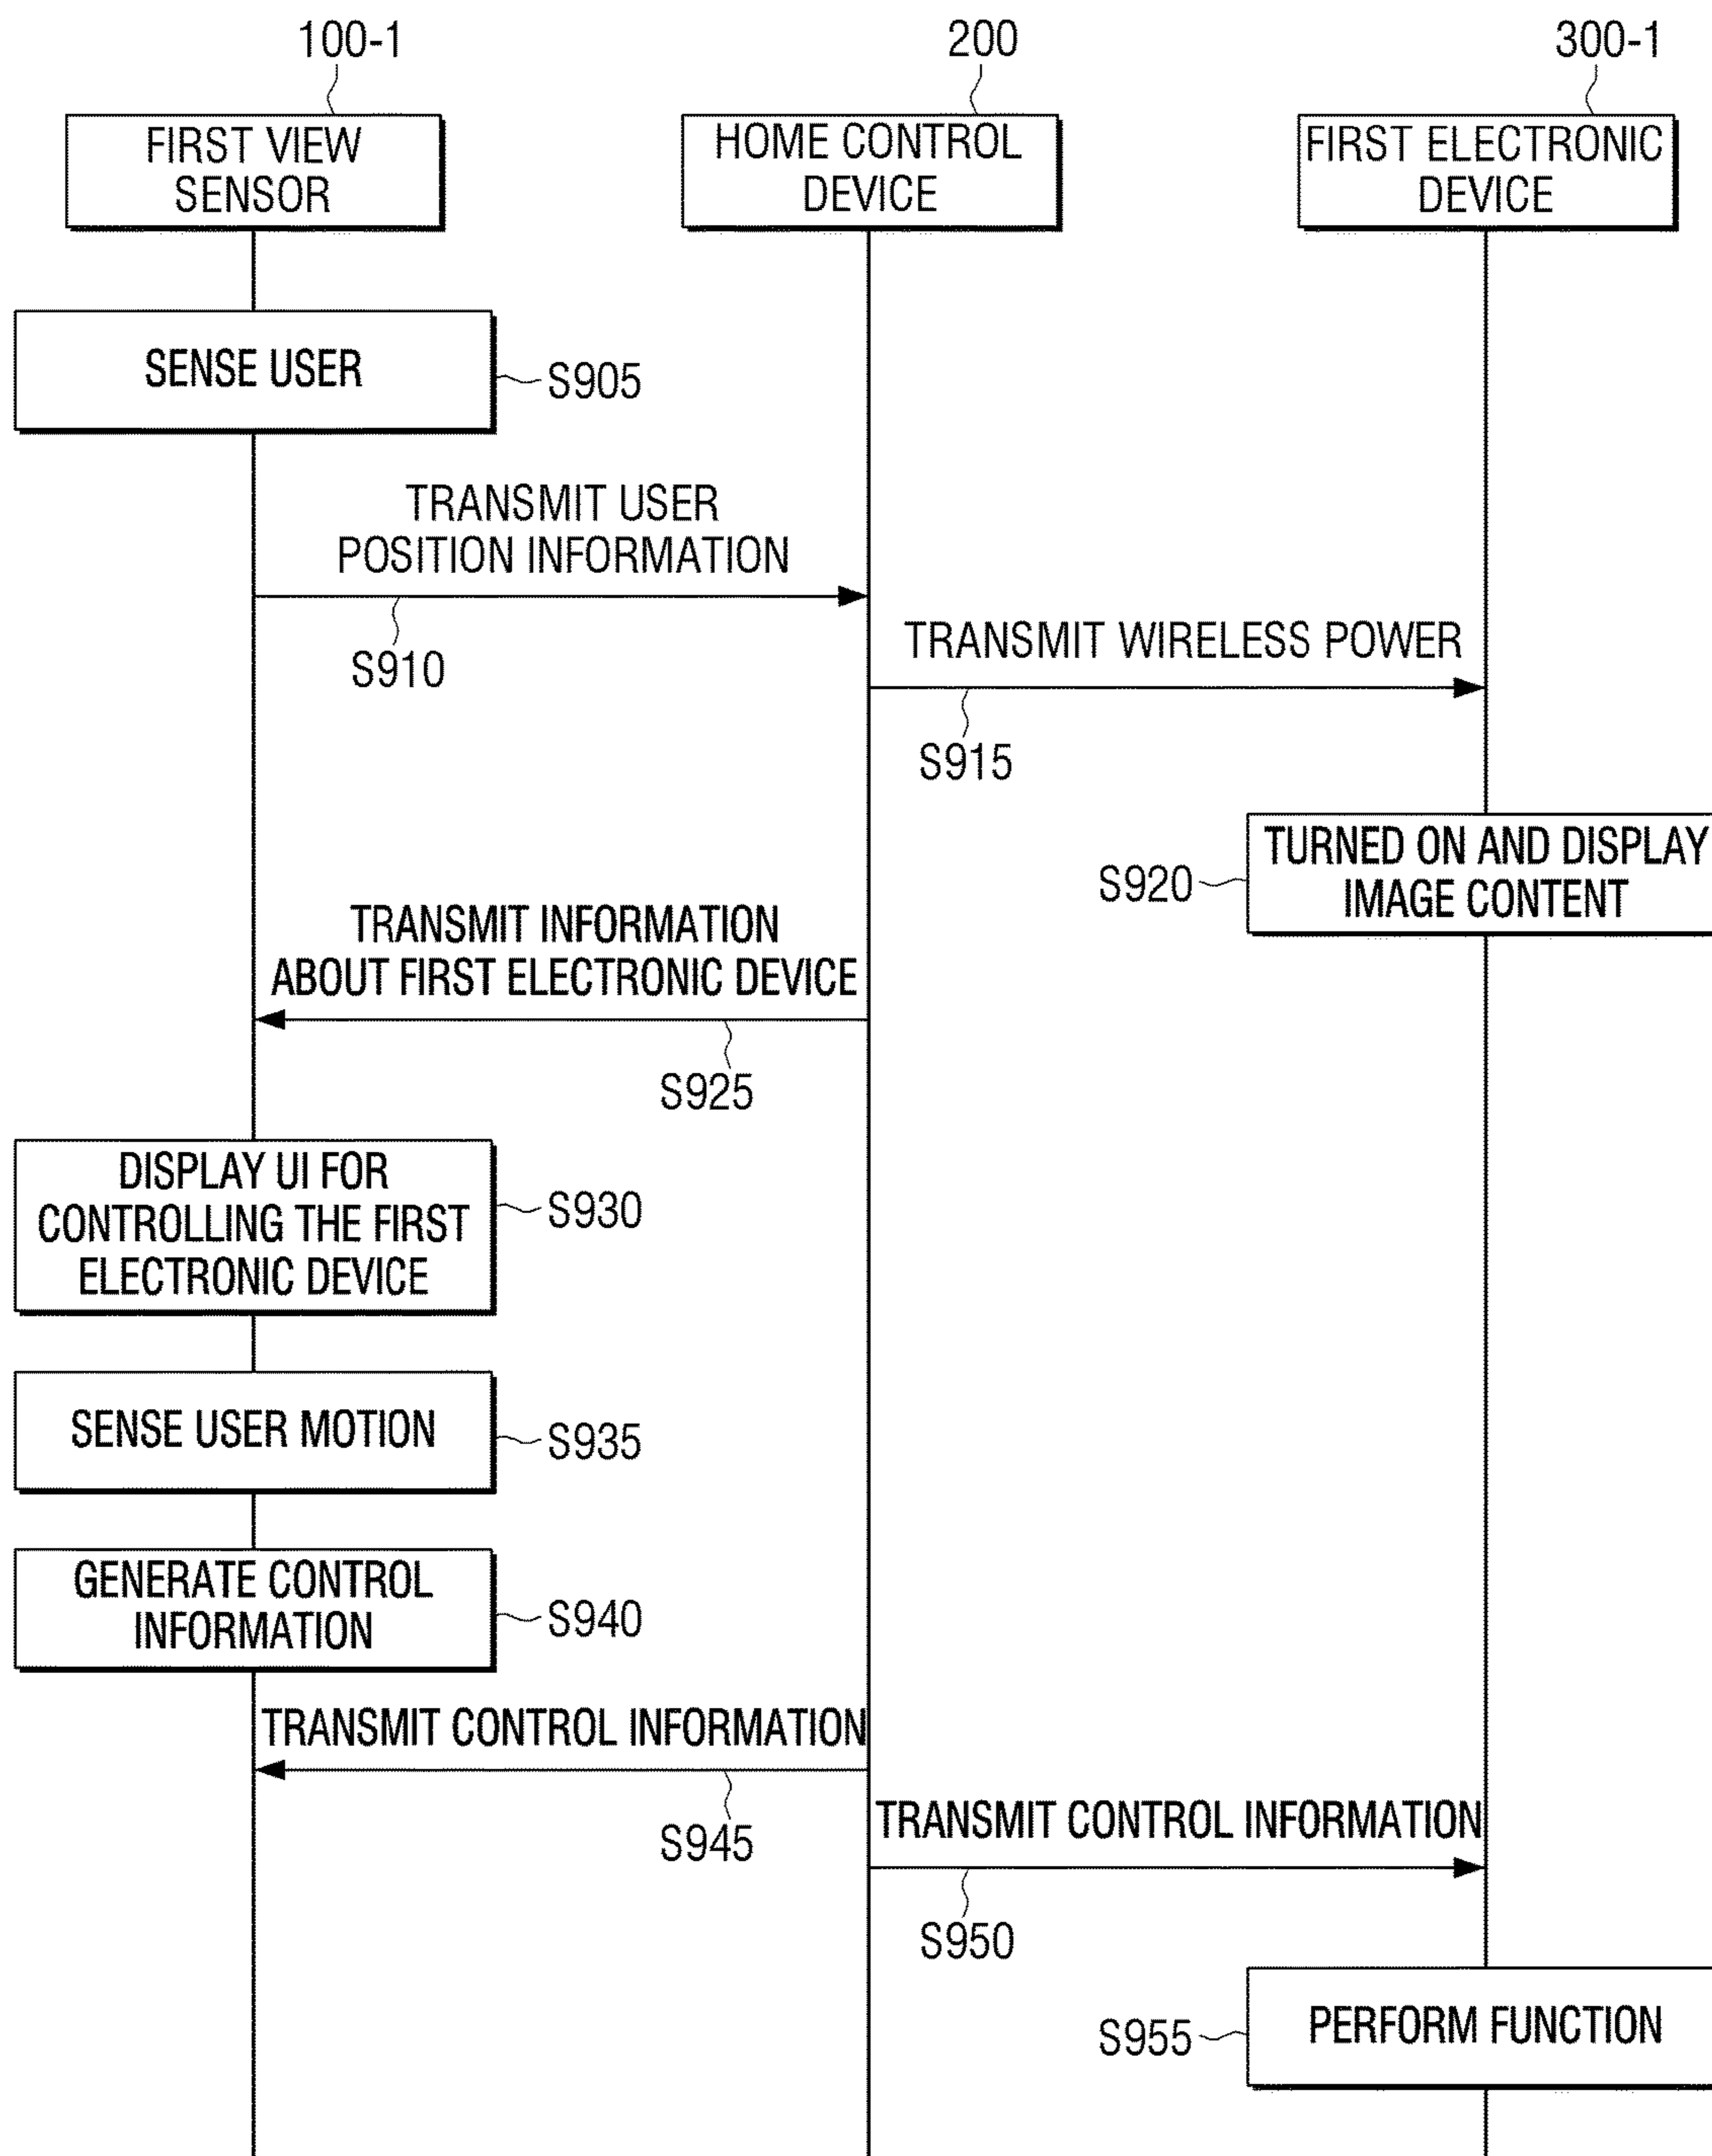 100-1
200
300-1
FIRST VIEW
SENSOR
HOME CONTROL
DEVICE
FIRST ELECTRONIC
DEVICE
SENSE USER
S905
TRANSMIT USER
POSITION INFORMATION
S910
TRANSMIT WIRELESS POWER
S915
TURNED ON AND DISPLAY
IMAGE CONTENT
S920
TRANSMIT INFORMATION
ABOUT FIRST ELECTRONIC DEVICE
S925
DISPLAY UI FOR
CONTROLLING THE FIRST
ELECTRONIC DEVICE
S930
SENSE USER MOTION
S935
GENERATE CONTROL
INFORMATION
S940
TRANSMIT CONTROL INFORMATION
S945
TRANSMIT CONTROL INFORMATION
S950
PERFORM FUNCTION
S955